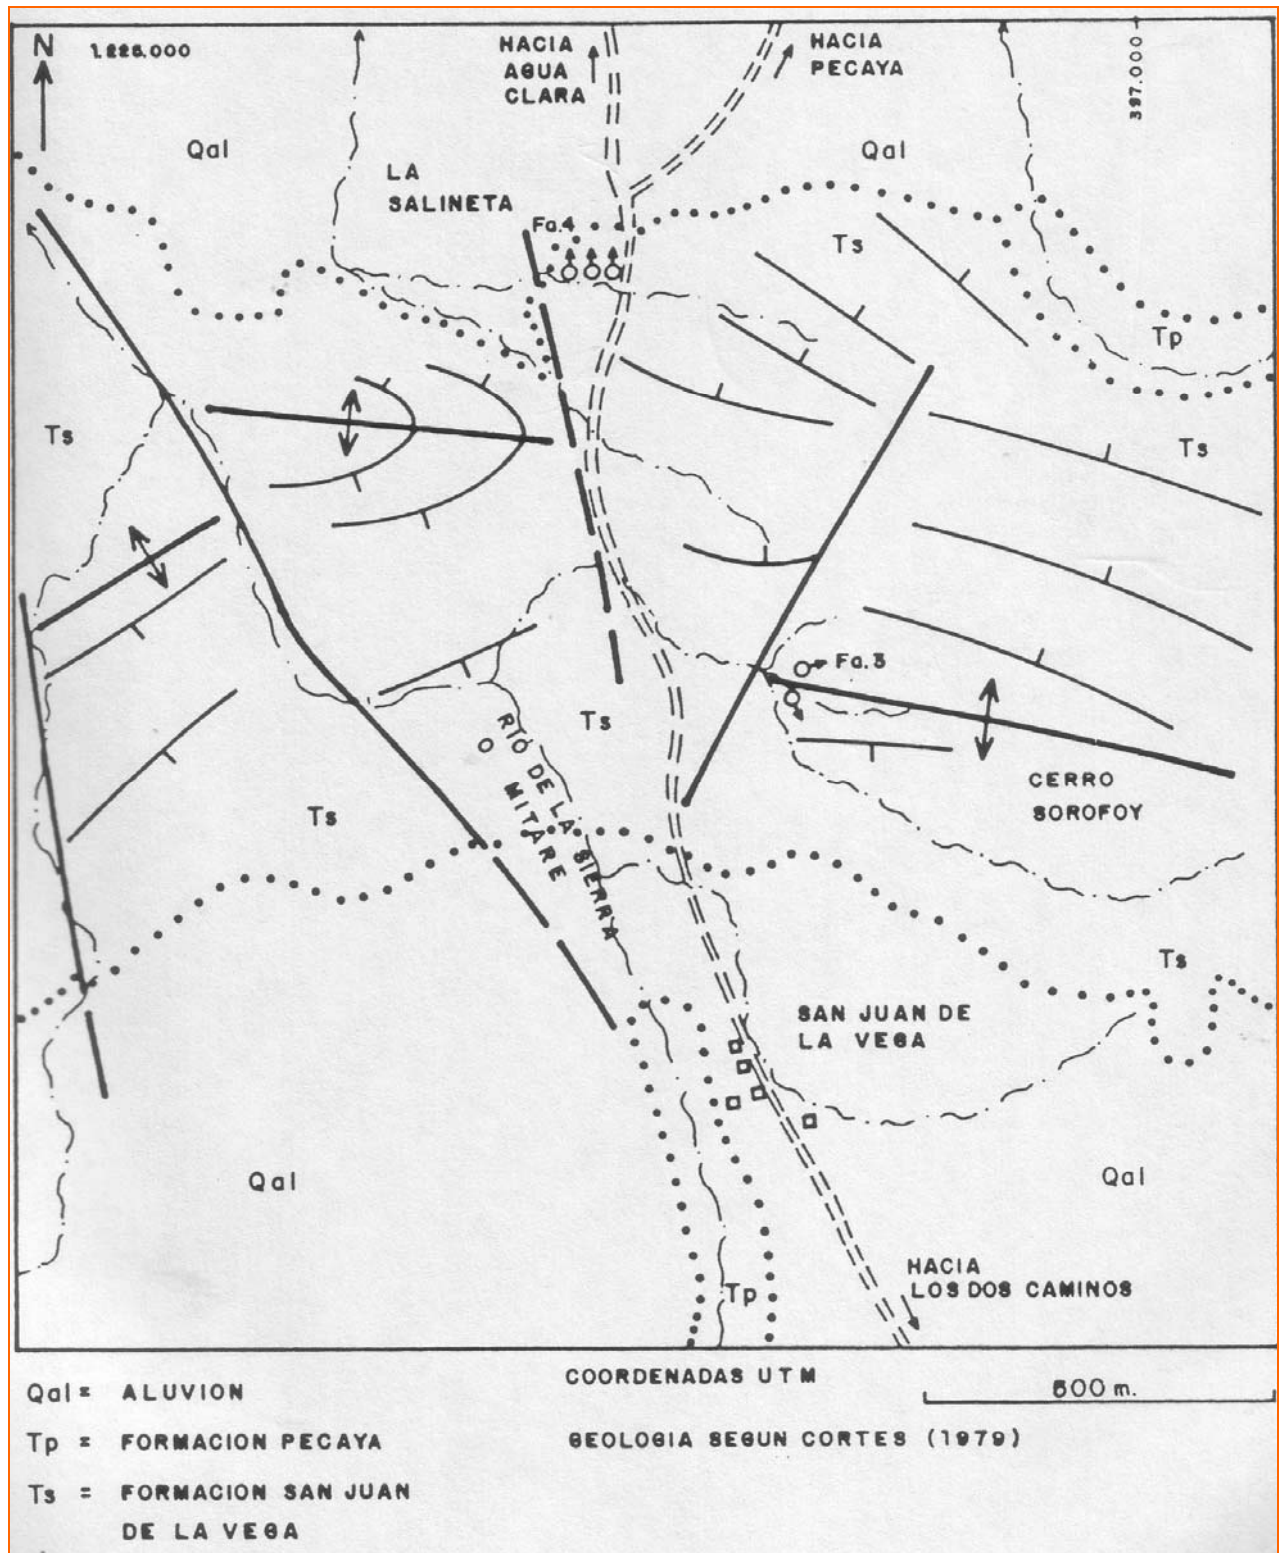 N
1.226.000
HACIA
AGUA
CLARA
HACIA
PECAYA
397.000
Qal
Qal
LA
SALINETA
Fa.4
Ts
Tp
Ts
Ts
Fa.3
Ts
RIO DE LA SIERRA
O MITARE
CERRO
SOROFOY
Ts
Ts
SAN JUAN DE
LA VEGA
Qal
Qal
HACIA
LOS DOS CAMINOS
Tp
Qal = ALUVION
COORDENADAS UTM
500 m.
Tp = FORMACION PECAYA
GEOLOGIA SEGUN CORTES (1979)
Ts = FORMACION SAN JUAN
DE LA VEGA